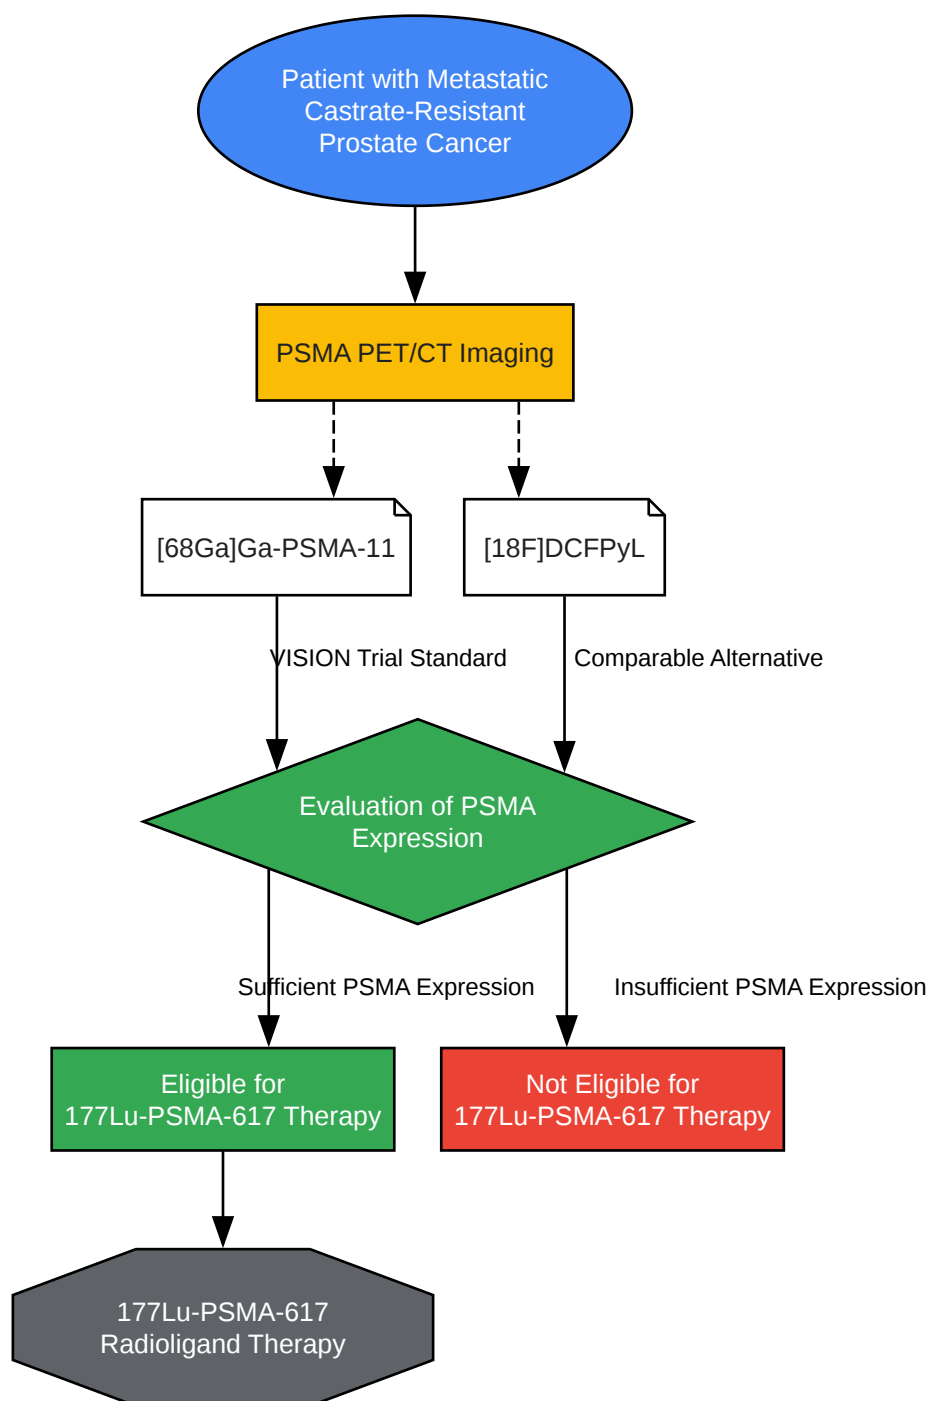 Patient with Metastatic
Castrate-Resistant
Prostate Cancer
PSMA PET/CT Imaging
[68Ga]Ga-PSMA-11
[18F]DCFPyL
VISION Trial Standard
Comparable Alternative
Evaluation of PSMA
Expression
Sufficient PSMA Expression
Insufficient PSMA Expression
Eligible for
177Lu-PSMA-617 Therapy
Not Eligible for
177Lu-PSMA-617 Therapy
177Lu-PSMA-617
Radioligand Therapy